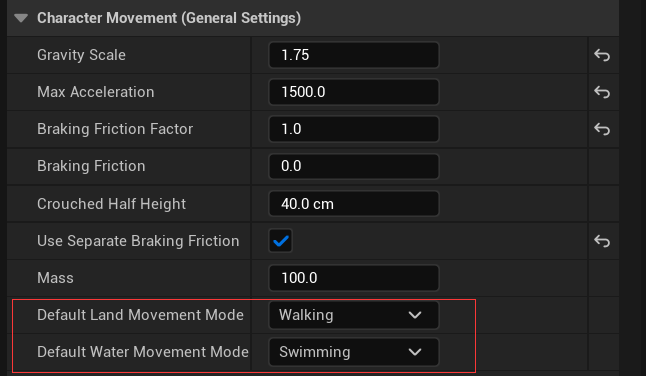 Character Movement (General Settings)
Gravity Scale 1.75
Max Acceleration 1500.0
Braking Friction Factor 1.0
Braking Friction 0.0
Crouched Half Height 40.0 cm
Use Separate Braking Friction
Mass 100.0
Default Land Movement Mode Walking
Default Water Movement Mode Swimming